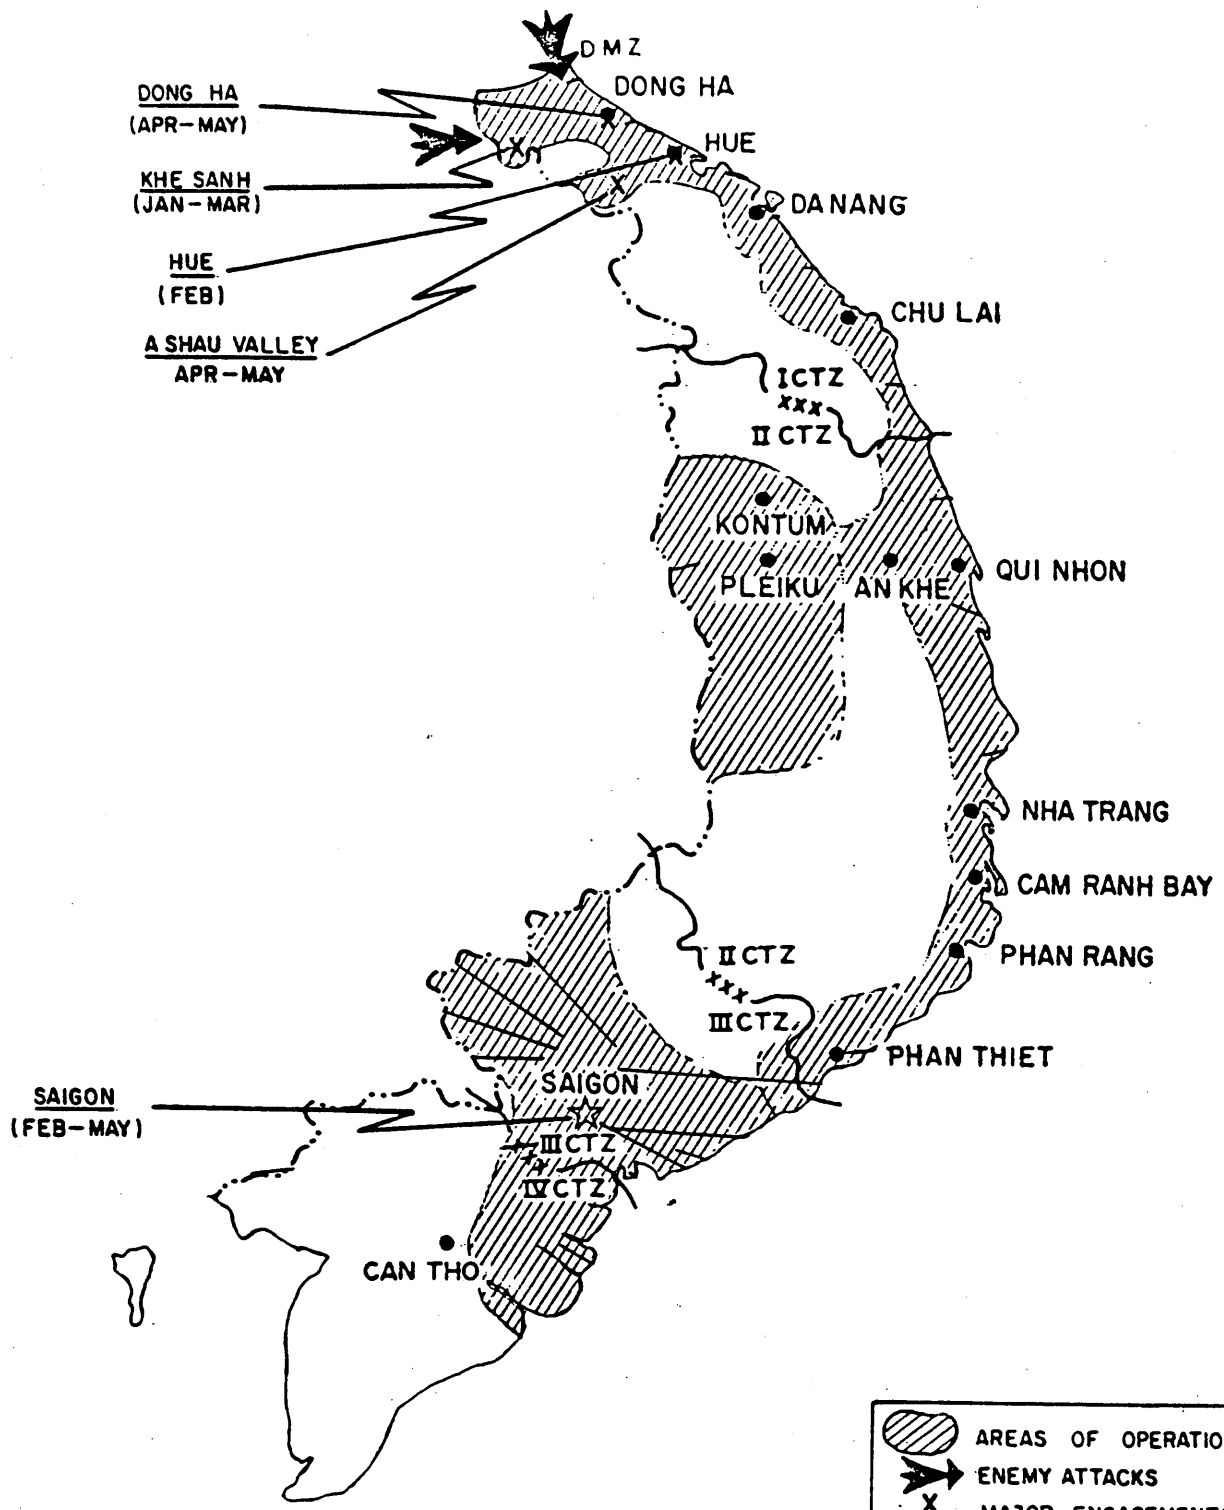 DMZ
DONG HA
DONG HA
(APR-MAY)
HUE
KHE SANH
(JAN-MAR)
DANANG
HUE
(FEB)
CHU LAI
A SHAU VALLEY
APR-MAY
I CTZ
XXX
II CTZ
KONTUM
PLEIKU
AN KHE
QUI NHON
NHA TRANG
CAM RANH BAY
II CTZ
XXX
III CTZ
PHAN RANG
PHAN THIET
SAIGON
SAIGON
(FEB-MAY)
III CTZ
IV CTZ
CAN THO
AREAS OF OPERATIO
ENEMY ATTACKS
X MAJOR ENGAGEMENT